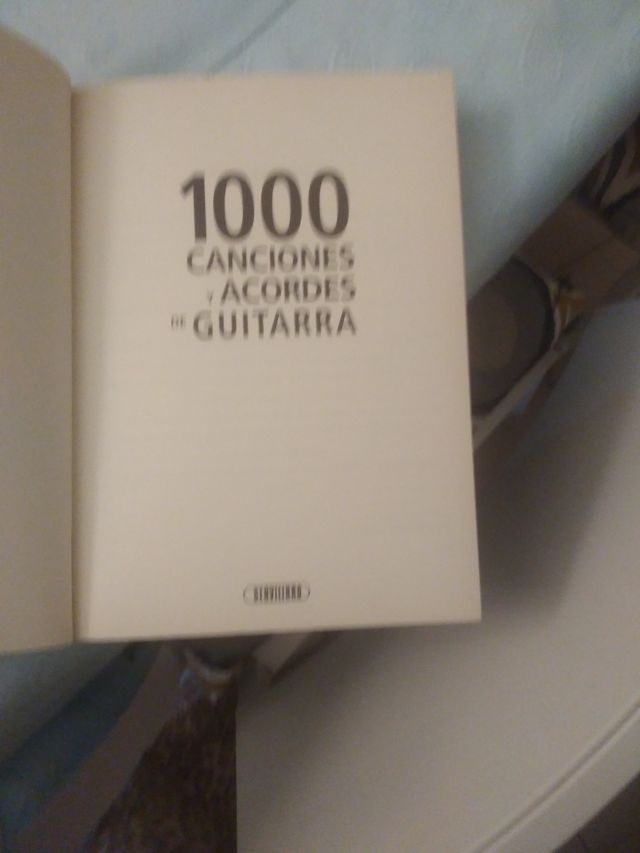 1000
CANCIONES
Y ACORDES
DE GUITARRA
SERVILIBRO